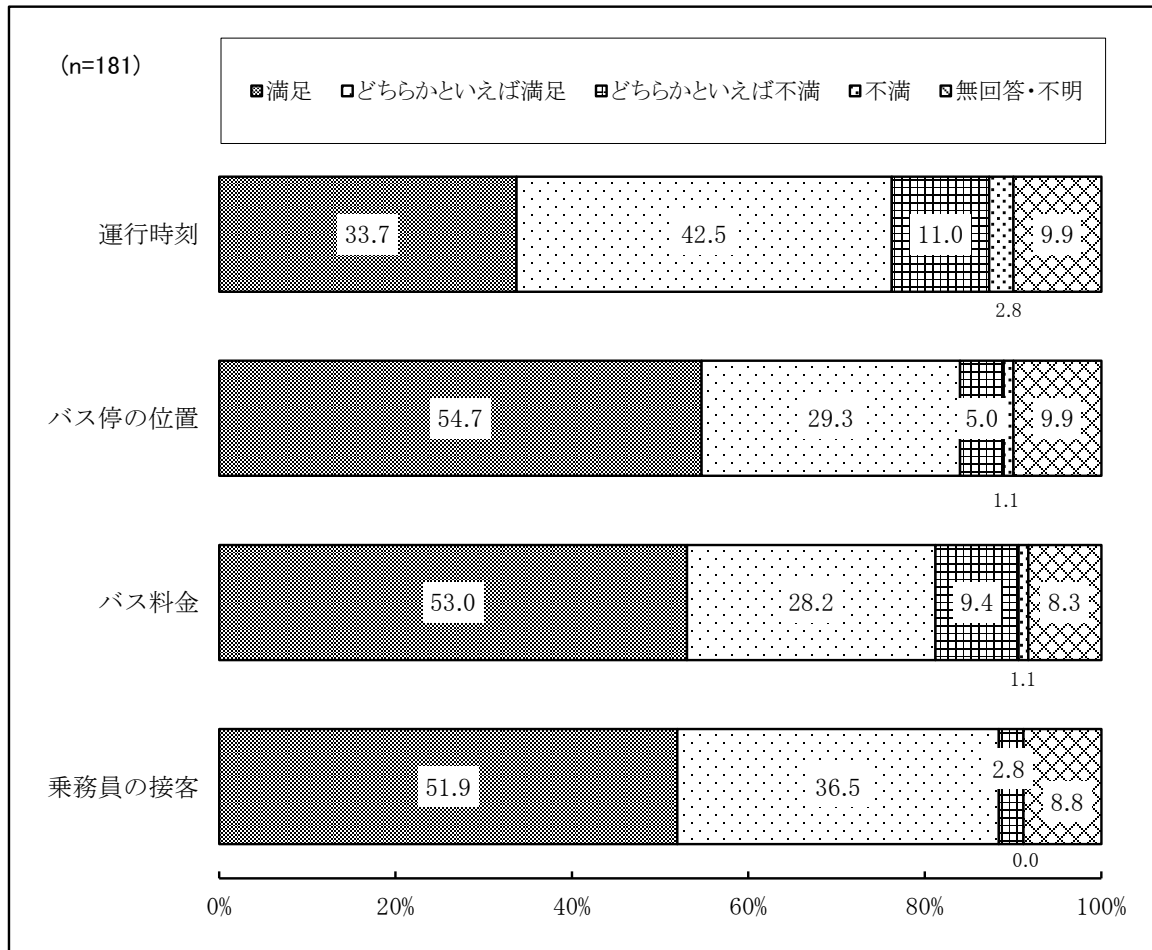 (n=181)
満足 どちらかといえば満足 どちらかといえば不満 不満 無回答・不明
運行時刻 33.7 42.5 11.0 9.9
2.8
バス停の位置 54.7 29.3 5.0 9.9
1.1
バス料金 53.0 28.2 9.4 8.3
1.1
乗務員の接客 51.9 36.5 2.8 8.8
0.0
0% 20% 40% 60% 80% 100%